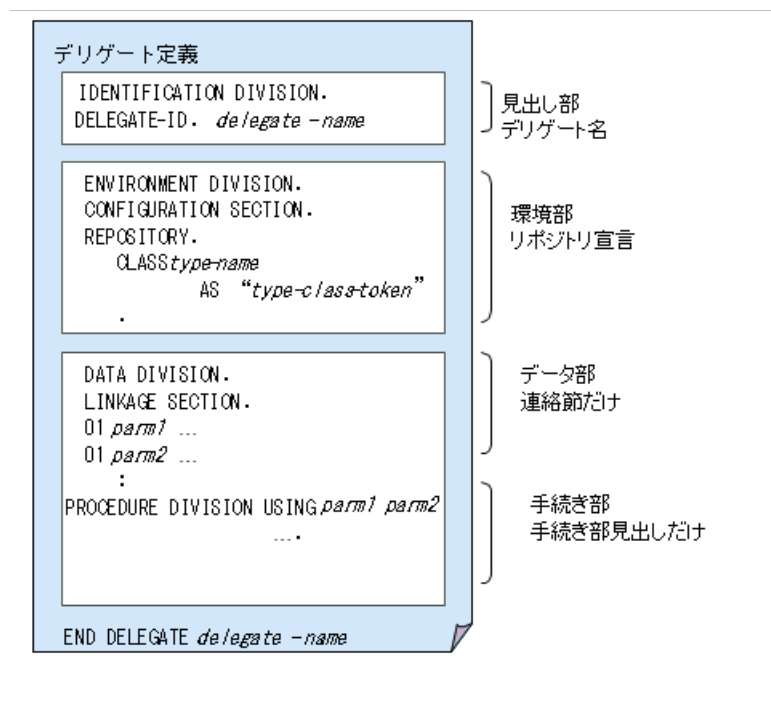 デリゲート定義
IDENTIFICATION DIVISION.
DELEGATE-ID. delegate-name
見出し部
デリゲート名
ENVIRONMENT DIVISION.
CONFIGURATION SECTION.
REPOSITORY.
CLASS type-name
AS “type-class-token”
.
環境部
リポジトリ宣言
DATA DIVISION.
LINKAGE SECTION.
01 parm1 …
01 parm2 …
:
データ部
連絡節だけ
PROCEDURE DIVISION USING parm1 parm2
….
手続き部
手続き部見出しだけ
END DELEGATE delegate-name